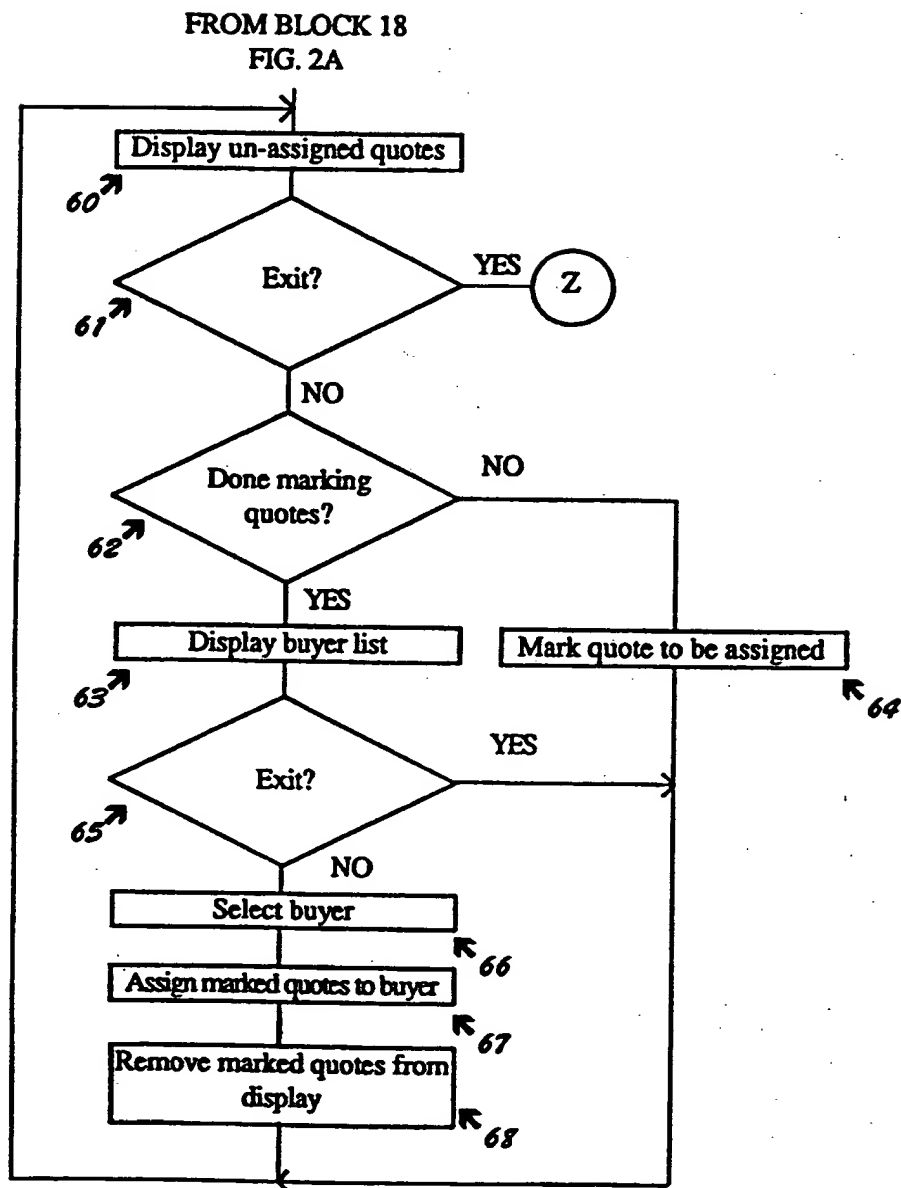 FROM BLOCK 18
FIG. 2A
Display un-assigned quotes
60
Exit?
YES
Z
61
NO
Done marking
quotes?
NO
62
YES
Display buyer list
Mark quote to be assigned
63
64
Exit?
YES
65
NO
Select buyer
66
Assign marked quotes to buyer
67
Remove marked quotes from
display
68